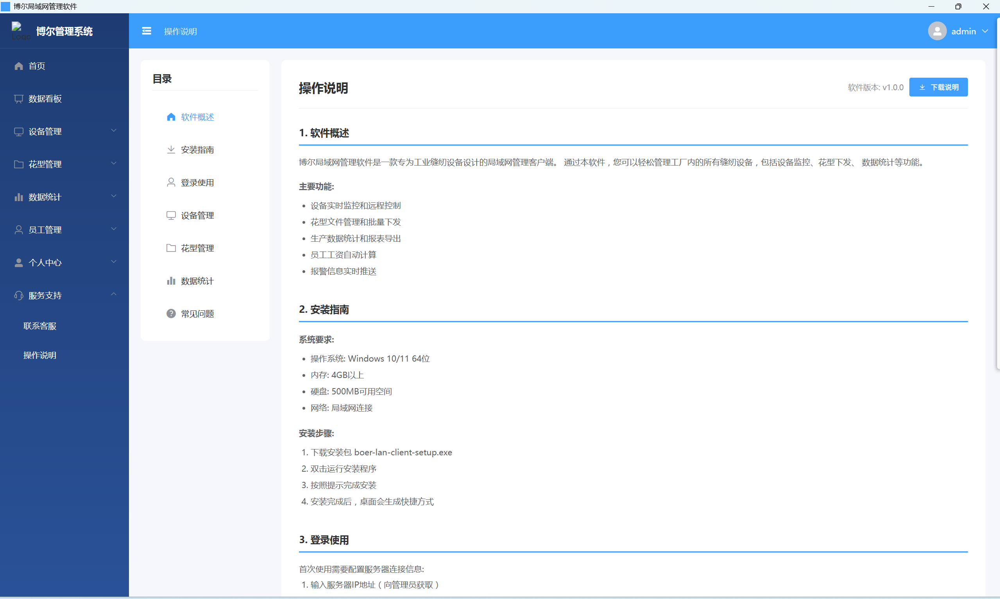 博尔局域网管理软件
博尔管理系统
操作说明
admin
首页
数据看板
设备管理
花型管理
数据统计
员工管理
个人中心
服务支持
联系客服
操作说明
目录
软件概述
安装指南
登录使用
设备管理
花型管理
数据统计
常见问题
操作说明
软件版本: v1.0.0
下载说明
1. 软件概述
博尔局域网管理软件是一款专为工业缝纫设备设计的局域网管理客户端。 通过本软件，您可以轻松管理工厂内的所有缝纫设备，包括设备监控、花型下发、 数据统计等功能。
主要功能:
• 设备实时监控和远程控制
• 花型文件管理和批量下发
• 生产数据统计和报表导出
• 员工工资自动计算
• 报警信息实时推送
2. 安装指南
系统要求:
• 操作系统: Windows 10/11 64位
• 内存: 4GB以上
• 硬盘: 500MB可用空间
• 网络: 局域网连接
安装步骤:
1. 下载安装包 boer-lan-client-setup.exe
2. 双击运行安装程序
3. 按照提示完成安装
4. 安装完成后，桌面会生成快捷方式
3. 登录使用
首次使用需要配置服务器连接信息:
1. 输入服务器IP地址（向管理员获取）